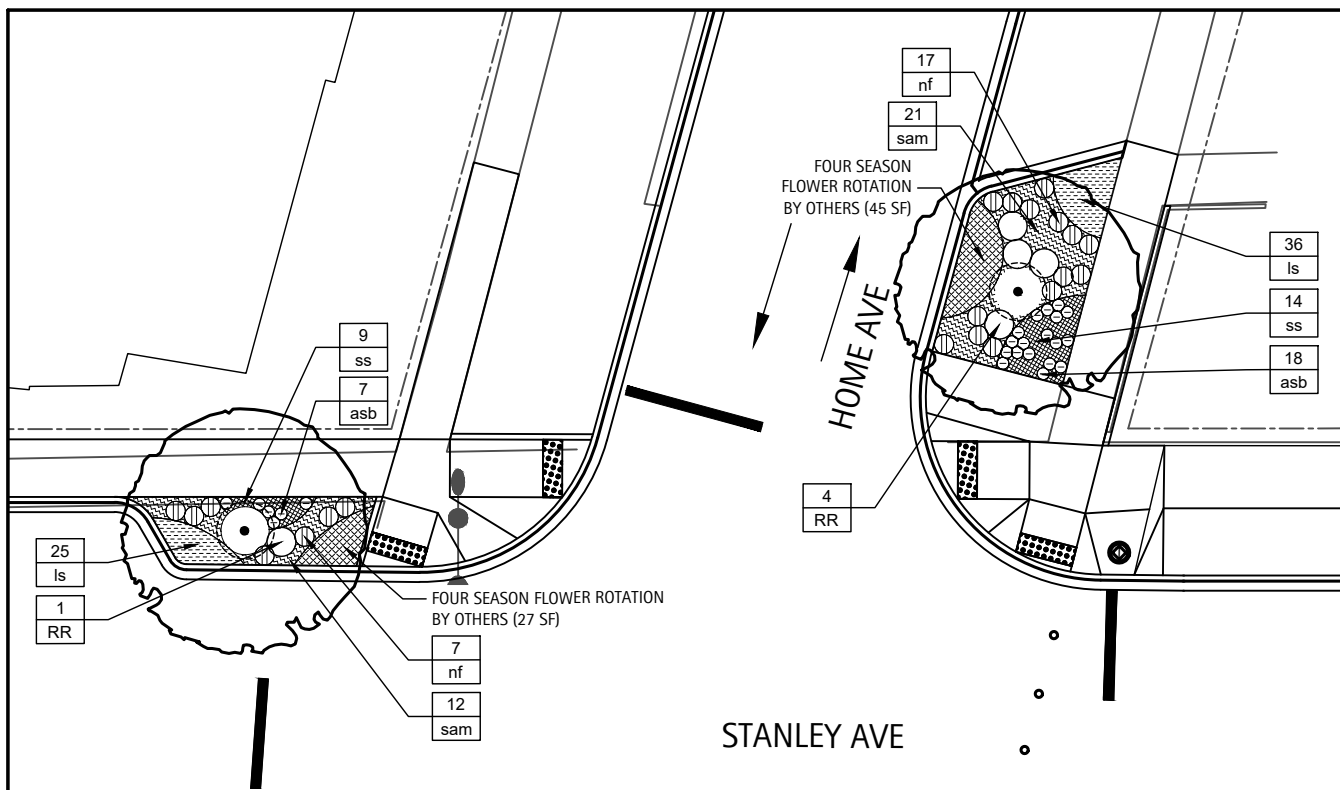 17
nf
21
sam
FOUR SEASON
FLOWER ROTATION
BY OTHERS (45 SF)
36
ls
14
ss
18
asb
HOME AVE
4
RR
9
ss
7
asb
25
ls
1
RR
FOUR SEASON FLOWER ROTATION
BY OTHERS (27 SF)
7
nf
12
sam
STANLEY AVE